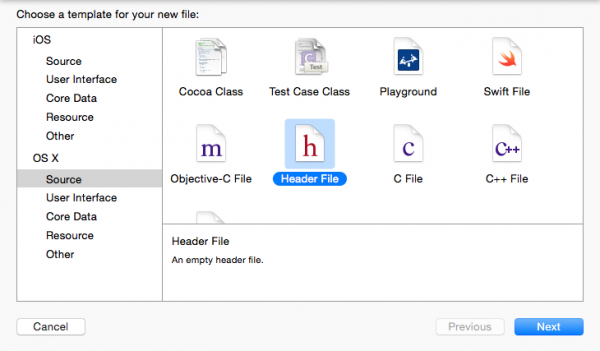 Choose a template for your new file:
iOS
Source
User Interface
Core Data
Resource
Other
OS X
Source
User Interface
Core Data
Resource
Other
C
Test
Cocoa Class
Test Case Class
Playground
Swift File
m
h
c
C++
Objective-C File
Header File
C File
C++ File
Header File
An empty header file.
Cancel
Previous
Next